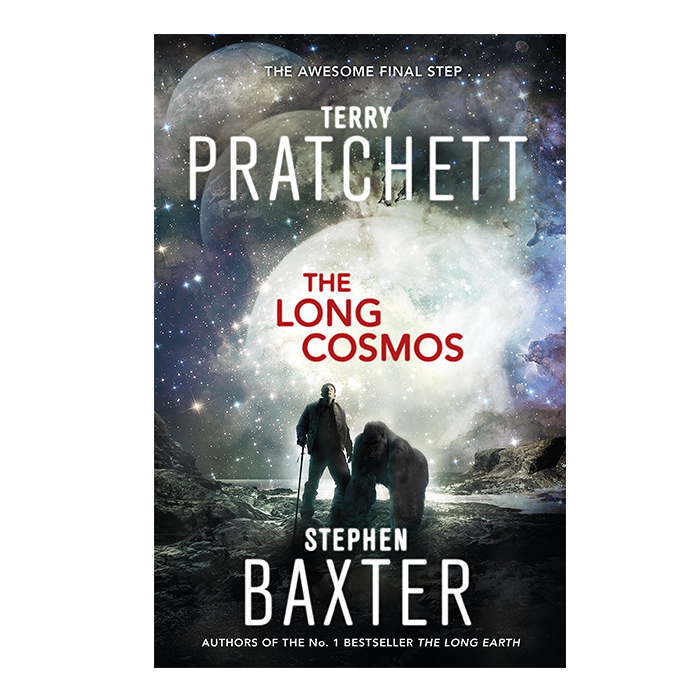 THE AWESOME FINAL STEP . . .
TERRY
PRATCHETT
THE
LONG
COSMOS
STEPHEN
BAXTER
AUTHORS OF THE No. 1 BESTSELLER THE LONG EARTH